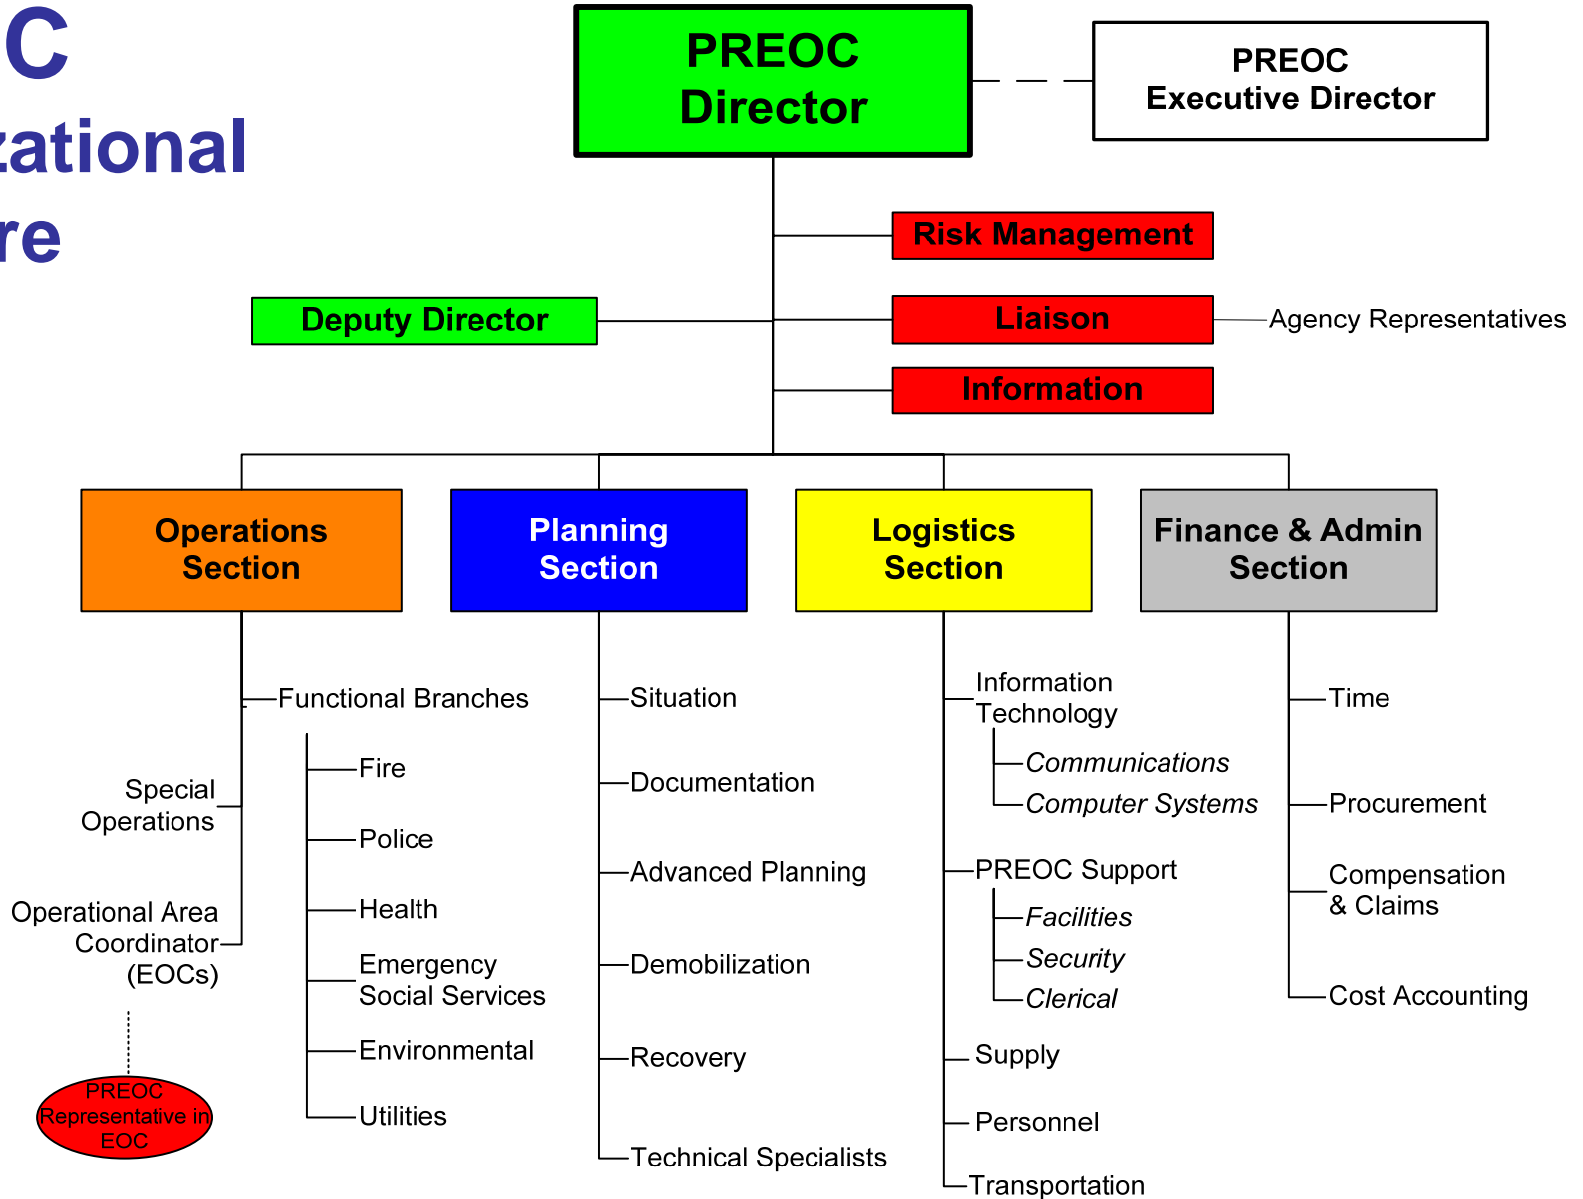 C
zational
re
PREOC
Director
PREOC
Executive Director
Risk Management
Deputy Director
Liaison
Agency Representatives
Information
Operations
Section
Planning
Section
Logistics
Section
Finance & Admin
Section
Functional Branches
Fire
Police
Health
Emergency
Social Services
Environmental
Utilities
Special
Operations
Operational Area
Coordinator
(EOCs)
PREOC
Representative in
EOC
Situation
Documentation
Advanced Planning
Demobilization
Recovery
Technical Specialists
Information
Technology
Communications
Computer Systems
PREOC Support
Facilities
Security
Clerical
Supply
Personnel
Transportation
Time
Procurement
Compensation
& Claims
Cost Accounting